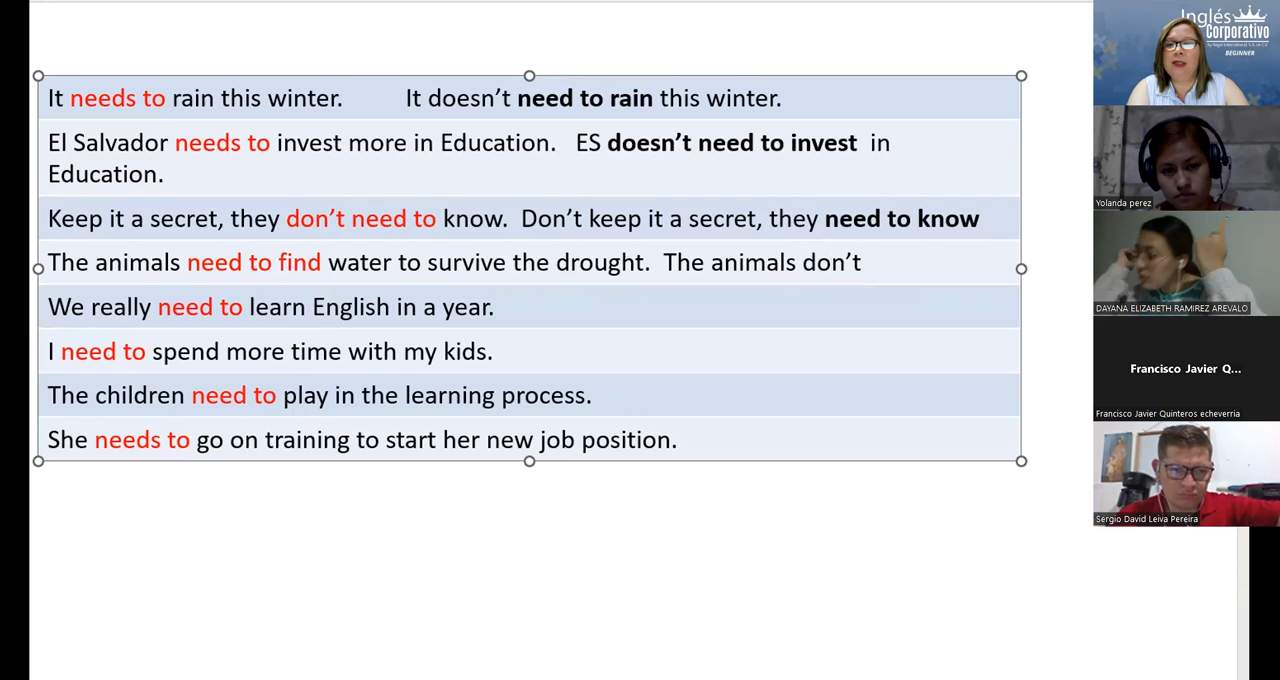 It needs to rain this winter. It doesn’t need to rain this winter.
El Salvador needs to invest more in Education. ES doesn’t need to invest in
Education.
Keep it a secret, they don’t need to know. Don’t keep it a secret, they need to know
The animals need to find water to survive the drought. The animals don’t
We really need to learn English in a year.
I need to spend more time with my kids.
The children need to play in the learning process.
She needs to go on training to start her new job position.
Inglés
Corporativo
BEGINNER
Yolanda perez
DAYANA ELIZABETH RAMIREZ AREVALO
Francisco Javier Q...
Francisco Javier Quinteros echeverria
Sergio David Leiva Pereira